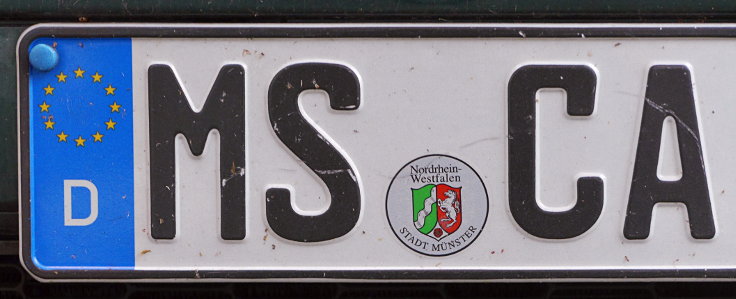 D MS CA
Nordrhein-
Westfalen
STADT MÜNSTER